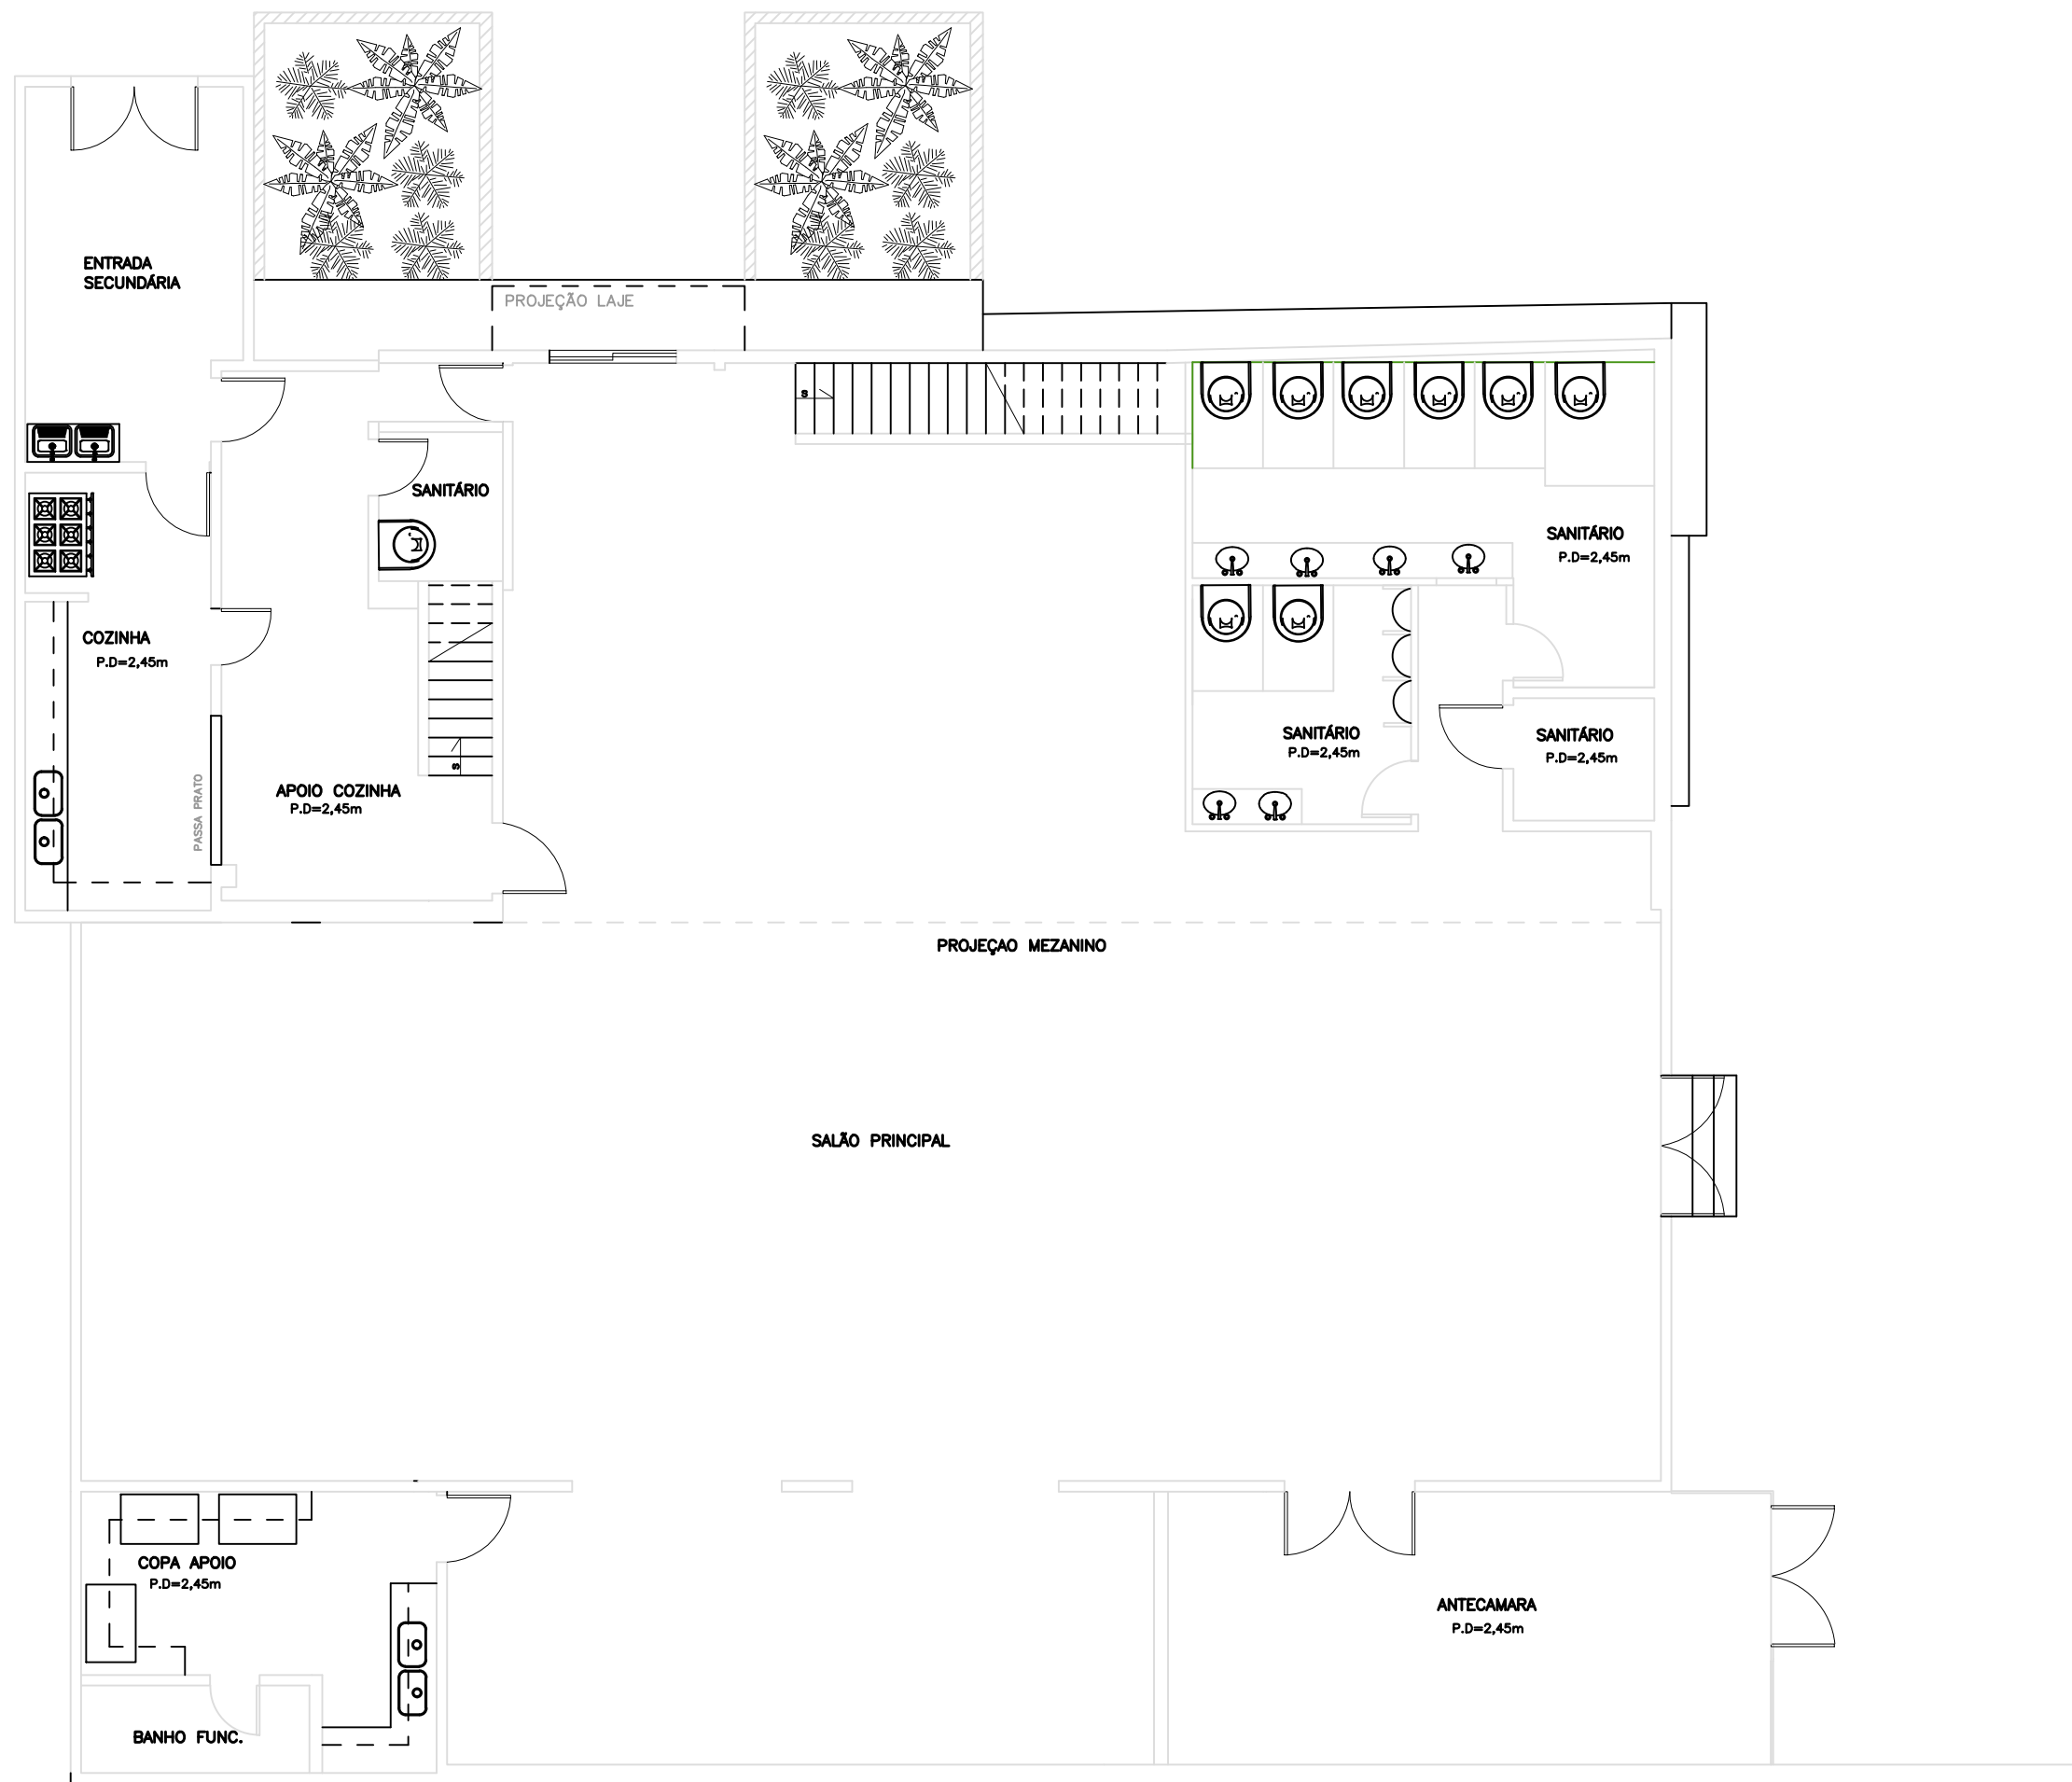 ENTRADA
SECUNDÁRIA
PROJEÇÃO LAJE
S
SANITÁRIO
SANITÁRIO
P.D=2,45m
COZINHA
P.D=2,45m
SANITÁRIO
P.D=2,45m
SANITÁRIO
P.D=2,45m
S
APOIO COZINHA
P.D=2,45m
PASSA PRATO
PROJEÇAO MEZANINO
SALÃO PRINCIPAL
COPA APOIO
P.D=2,45m
ANTECAMARA
P.D=2,45m
BANHO FUNC.